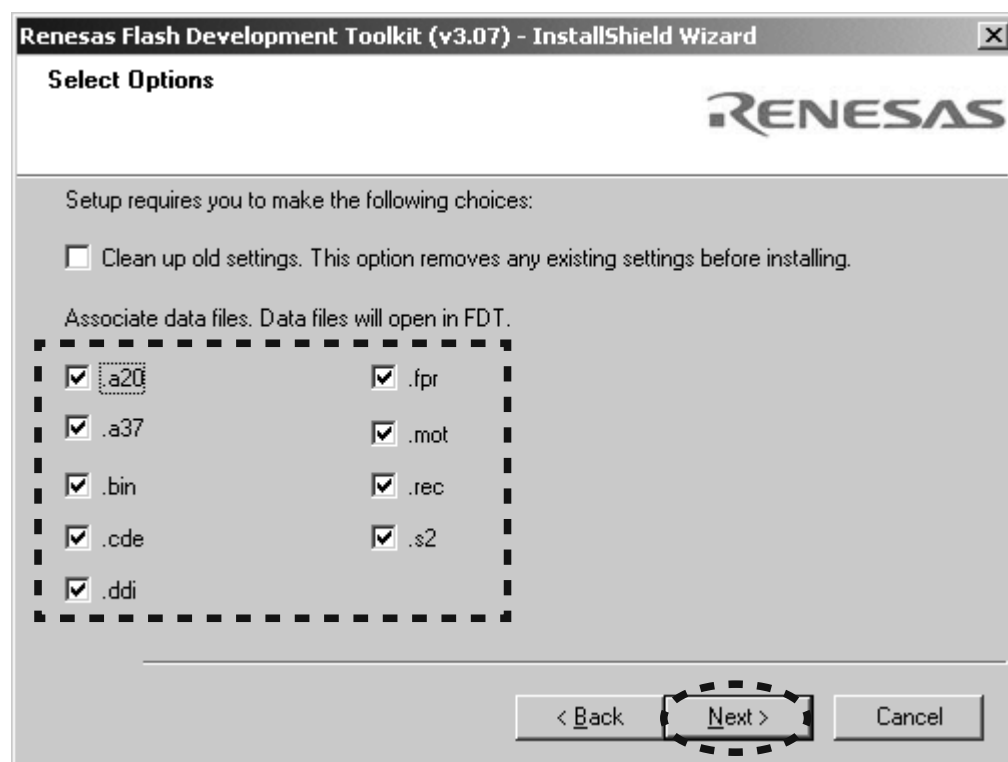 Renesas Flash Development Toolkit (v3.07) - InstallShield Wizard
Select Options
RENESAS
Setup requires you to make the following choices:
Clean up old settings. This option removes any existing settings before installing.
Associate data files. Data files will open in FDT.
.a20
.a37
.bin
.cde
.ddi
.fpr
.mot
.rec
.s2
< Back
Next >
Cancel